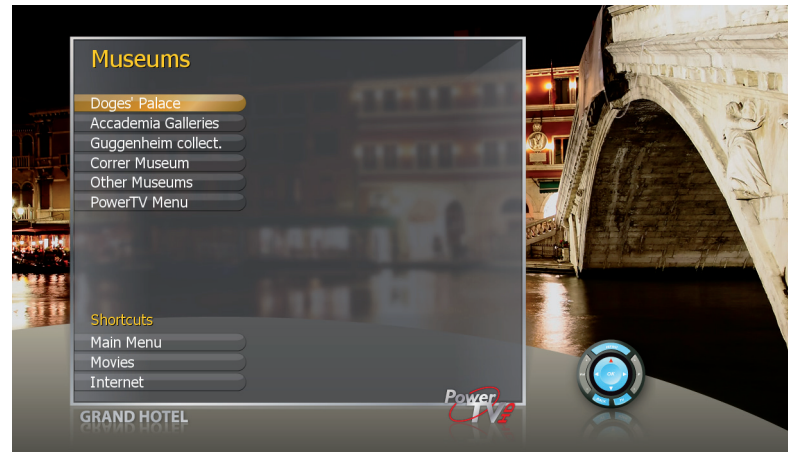 Museums
Doges' Palace
Accademia Galleries
Guggenheim collect.
Correr Museum
Other Museums
PowerTV Menu
Shortcuts
Main Menu
Movies
Internet
GRAND HOTEL
Power
TV
OK